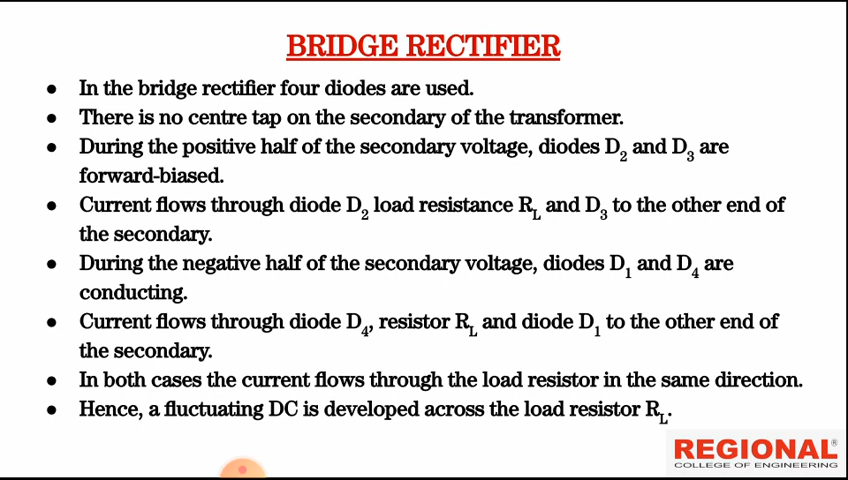 BRIDGE RECTIFIER
● In the bridge rectifier four diodes are used.
● There is no centre tap on the secondary of the transformer.
● During the positive half of the secondary voltage, diodes D₂ and D₃ are
forward-biased.
● Current flows through diode D₂ load resistance R_L and D₃ to the other end of
the secondary.
● During the negative half of the secondary voltage, diodes D₁ and D₄ are
conducting.
● Current flows through diode D₄, resistor R_L and diode D₁ to the other end of
the secondary.
● In both cases the current flows through the load resistor in the same direction.
● Hence, a fluctuating DC is developed across the load resistor R_L.
REGIONAL®
COLLEGE OF ENGINEERING